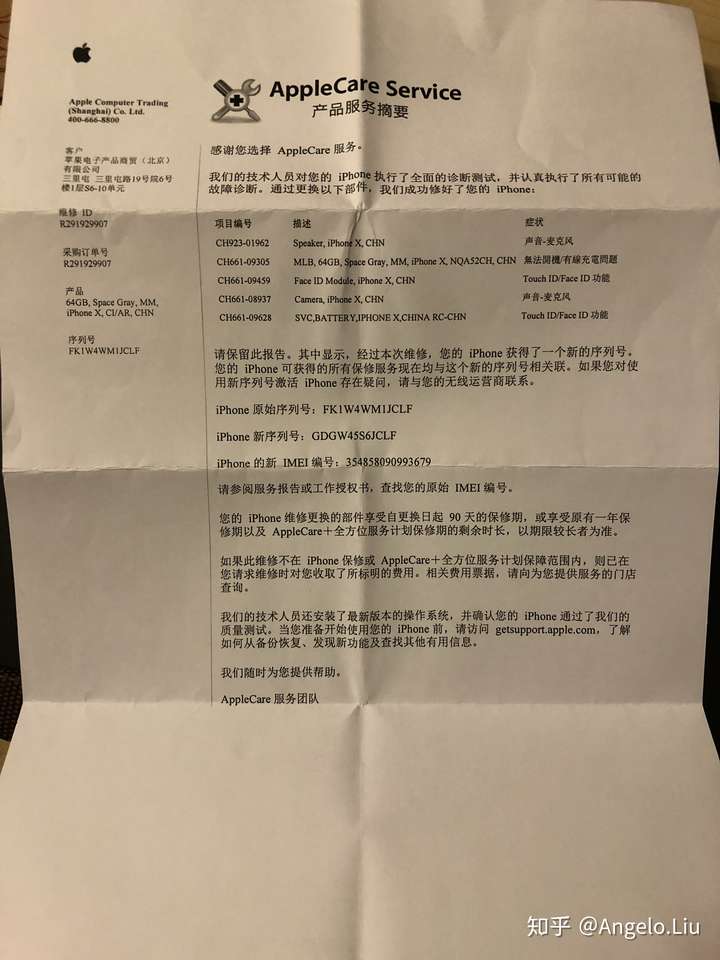 AppleCare Service
产品服务摘要
Apple Computer Trading
(Shanghai) Co. Ltd.
400-666-8800
客户
苹果电子产品商贸（北京）
有限公司
三里屯 三里屯路19号院6号
楼1层S6-10单元
维修 ID
R291929907
采购订单号
R291929907
产品
64GB, Space Gray, MM,
iPhone X, CI/AR, CHN
序列号
FK1W4WM1JCLF
感谢您选择 AppleCare 服务。
我们的技术人员对您的 iPhone 执行了全面的诊断测试，并认真执行了所有可能的
故障诊断。通过更换以下部件，我们成功修好了您的 iPhone：
项目编号 描述 症状
CH923-01962 Speaker, iPhone X, CHN 声音-麦克风
CH661-09305 MLB, 64GB, Space Gray, MM, iPhone X, NQA52CH, CHN 無法開機/有線充電問題
CH661-09459 Face ID Module, iPhone X, CHN Touch ID/Face ID 功能
CH661-08937 Camera, iPhone X, CHN 声音-麦克风
CH661-09628 SVC,BATTERY,IPHONE X,CHINA RC-CHN Touch ID/Face ID 功能
请保留此报告。其中显示，经过本次维修，您的 iPhone 获得了一个新的序列号。
您的 iPhone 可获得的所有保修服务现在均与这个新的序列号相关联。如果您对使
用新序列号激活 iPhone 存在疑问，请与您的无线运营商联系。
iPhone 原始序列号：FK1W4WM1JCLF
iPhone 新序列号：GDGW45S6JCLF
iPhone 的新 IMEI 编号：354858090993679
请参阅服务报告或工作授权书，查找您的原始 IMEI 编号。
您的 iPhone 维修更换的部件享受自更换日起 90 天的保修期，或享受原有一年保
修期以及 AppleCare+全方位服务计划保修期的剩余时长，以期限较长者为准。
如果此维修不在 iPhone 保修或 AppleCare+全方位服务计划保障范围内，则已在
您请求维修时对您收取了所标明的费用。相关费用票据，请向为您提供服务的门店
查询。
我们的技术人员还安装了最新版本的操作系统，并确认您的 iPhone 通过了我们的
质量测试。当您准备开始使用您的 iPhone 前，请访问 getsupport.apple.com，了解
如何从备份恢复、发现新功能及查找其他有用信息。
我们随时为您提供帮助。
AppleCare 服务团队
知乎 @Angelo.Liu